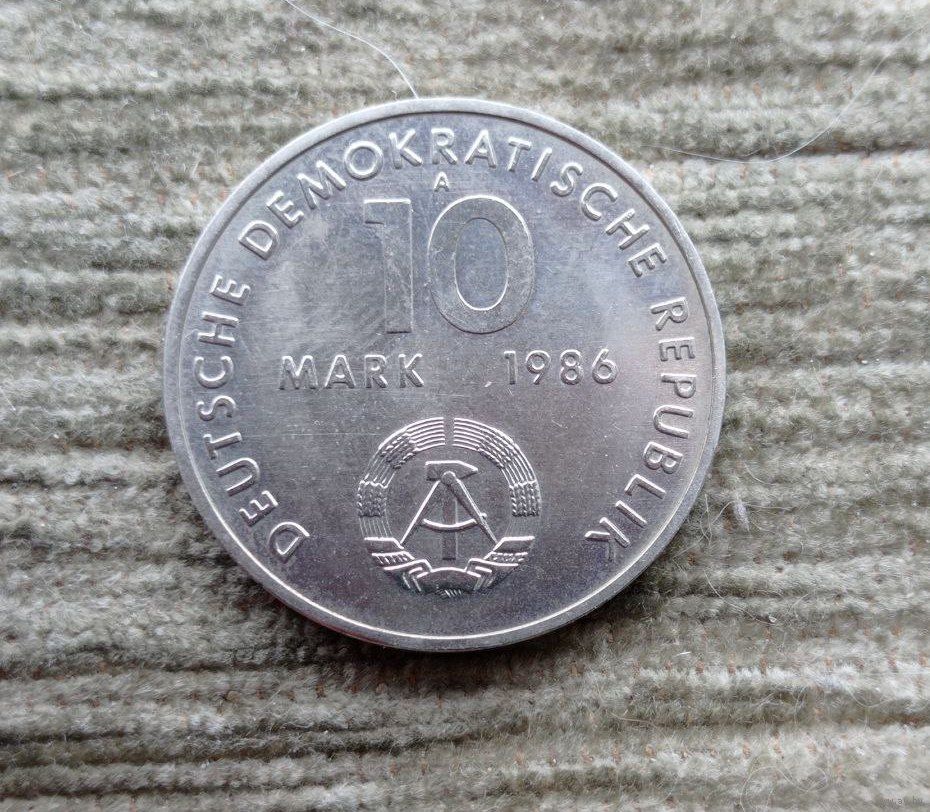 DEUTSCHE DEMOKRATISCHE REPUBLIK
A
10
MARK 1986